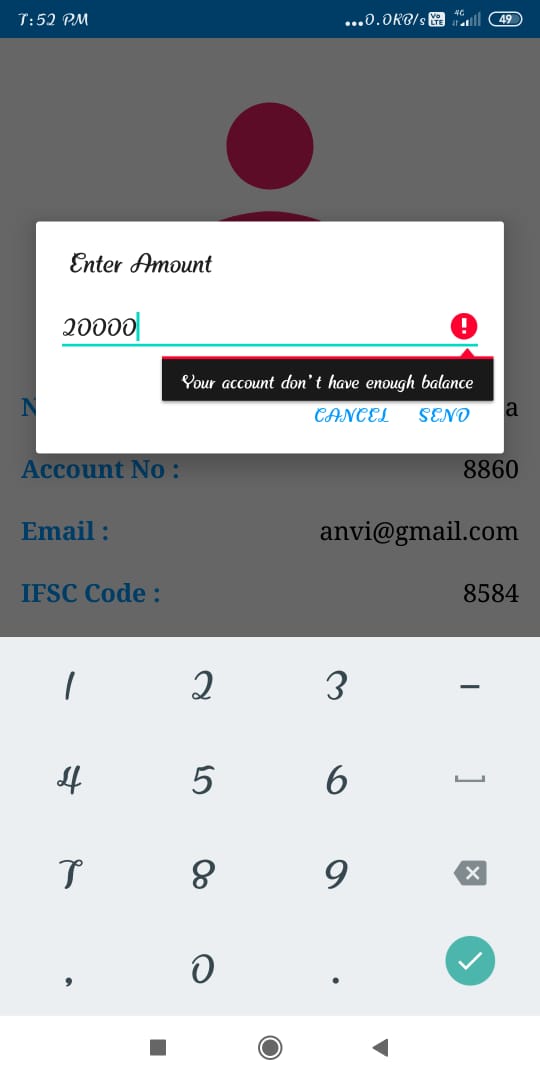 7:52 PM ...0.0KB/s Vo LTE 4G 49
Enter Amount
20000
Your account don't have enough balance
CANCEL SEND
N a
Account No : 8860
Email : anvi@gmail.com
IFSC Code : 8584
1 2 3 -
4 5 6
7 8 9
, 0 .